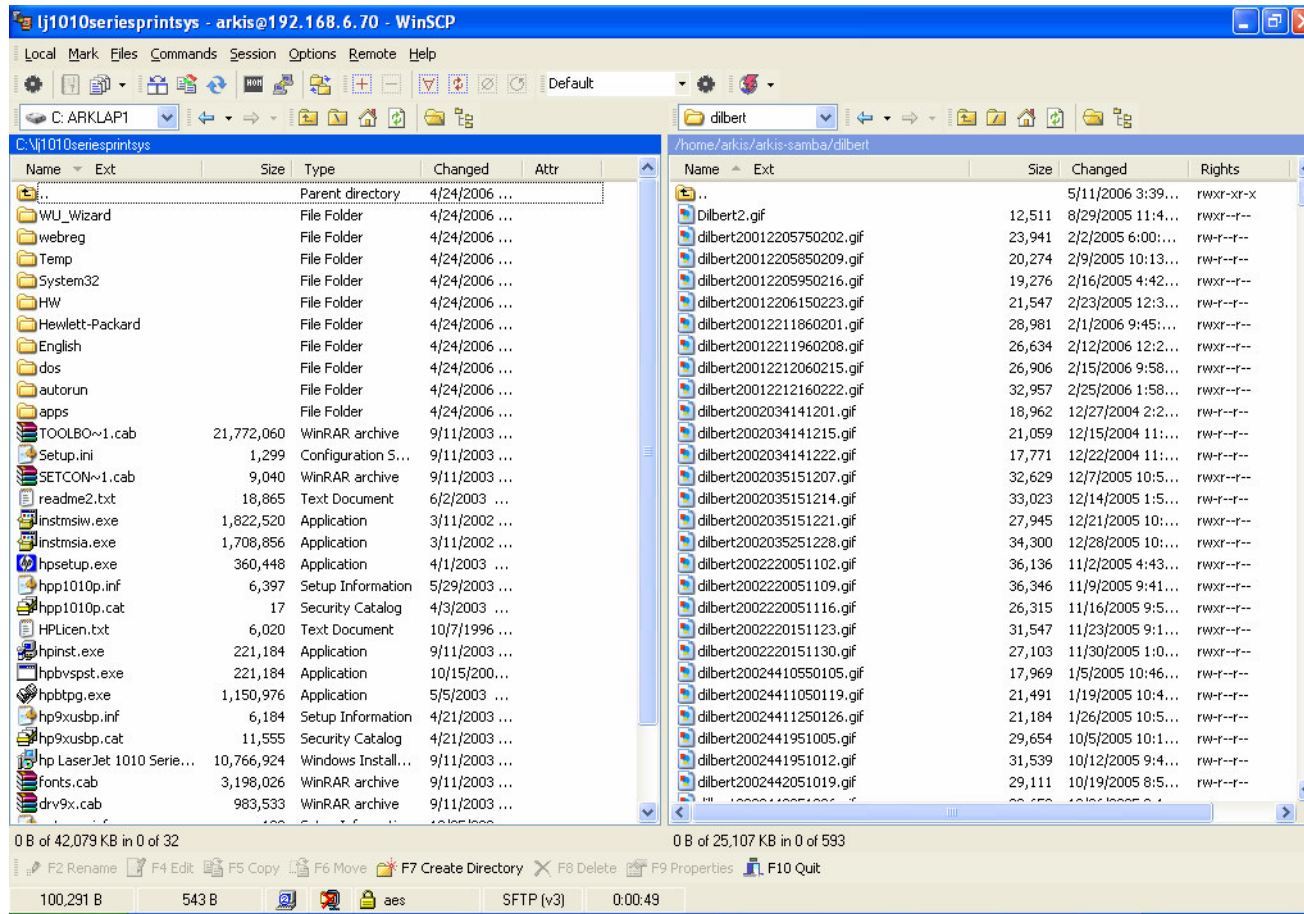 lj1010seriesprintsys - arkis@192.168.6.70 - WinSCP
Local Mark Files Commands Session Options Remote Help
Default
C: ARKLAP1
dilbert
C:\lj1010seriesprintsys
/home/arkis/arkis-samba/dilbert
Name Ext Size Type Changed Attr
.. Parent directory 4/24/2006 ...
WU_Wizard File Folder 4/24/2006 ...
webreg File Folder 4/24/2006 ...
Temp File Folder 4/24/2006 ...
System32 File Folder 4/24/2006 ...
HW File Folder 4/24/2006 ...
Hewlett-Packard File Folder 4/24/2006 ...
English File Folder 4/24/2006 ...
dos File Folder 4/24/2006 ...
autorun File Folder 4/24/2006 ...
apps File Folder 4/24/2006 ...
TOOLBO~1.cab 21,772,060 WinRAR archive 9/11/2003 ...
Setup.ini 1,299 Configuration S... 9/11/2003 ...
SETCON~1.cab 9,040 WinRAR archive 9/11/2003 ...
readme2.txt 18,865 Text Document 6/2/2003 ...
instmsiw.exe 1,822,520 Application 3/11/2002 ...
instmsia.exe 1,708,856 Application 3/11/2002 ...
hpsetup.exe 360,448 Application 4/1/2003 ...
hpp1010p.inf 6,397 Setup Information 5/29/2003 ...
hpp1010p.cat 17 Security Catalog 4/3/2003 ...
HPLicen.txt 6,020 Text Document 10/7/1996 ...
hpinst.exe 221,184 Application 9/11/2003 ...
hpbvspst.exe 221,184 Application 10/15/200...
hpbtpg.exe 1,150,976 Application 5/5/2003 ...
hp9xusbp.inf 6,184 Setup Information 4/21/2003 ...
hp9xusbp.cat 11,555 Security Catalog 4/21/2003 ...
hp LaserJet 1010 Serie... 10,766,924 Windows Install... 9/11/2003 ...
fonts.cab 3,198,026 WinRAR archive 9/11/2003 ...
drv9x.cab 983,533 WinRAR archive 9/11/2003 ...
Name Ext Size Changed Rights
.. 5/11/2006 3:39... rwxr-xr-x
Dilbert2.gif 12,511 8/29/2005 11:4... rwxr--r--
dilbert20012205750202.gif 23,941 2/2/2005 6:00:... rw-r--r--
dilbert20012205850209.gif 20,274 2/9/2005 10:13... rw-r--r--
dilbert20012205950216.gif 19,276 2/16/2005 4:42... rw-r--r--
dilbert20012206150223.gif 21,547 2/23/2005 12:3... rw-r--r--
dilbert20012211860201.gif 28,981 2/1/2006 9:45:... rwxr--r--
dilbert20012211960208.gif 26,634 2/12/2006 12:2... rwxr--r--
dilbert20012212060215.gif 26,906 2/15/2006 9:58... rwxr--r--
dilbert20012212160222.gif 32,957 2/25/2006 1:58... rwxr--r--
dilbert2002034141201.gif 18,962 12/27/2004 2:2... rw-r--r--
dilbert2002034141215.gif 21,059 12/15/2004 11:... rw-r--r--
dilbert2002034141222.gif 17,771 12/22/2004 11:... rw-r--r--
dilbert2002035151207.gif 32,629 12/7/2005 10:5... rwxr--r--
dilbert2002035151214.gif 33,023 12/14/2005 1:5... rwxr--r--
dilbert2002035151221.gif 27,945 12/21/2005 10:... rwxr--r--
dilbert2002035251228.gif 34,300 12/28/2005 10:... rwxr--r--
dilbert2002220051102.gif 36,136 11/2/2005 4:43... rwxr--r--
dilbert2002220051109.gif 36,346 11/9/2005 9:41... rwxr--r--
dilbert2002220051116.gif 26,315 11/16/2005 9:5... rwxr--r--
dilbert2002220151123.gif 31,547 11/23/2005 9:1... rwxr--r--
dilbert2002220151130.gif 27,103 11/30/2005 1:0... rwxr--r--
dilbert20024410550105.gif 17,969 1/5/2005 10:46... rw-r--r--
dilbert20024411050119.gif 21,491 1/19/2005 10:4... rw-r--r--
dilbert20024411250126.gif 21,184 1/26/2005 10:5... rw-r--r--
dilbert2002441951005.gif 29,654 10/5/2005 10:1... rwxr--r--
dilbert2002441951012.gif 31,539 10/12/2005 9:4... rwxr--r--
dilbert2002442051019.gif 29,111 10/19/2005 8:5... rwxr--r--
0 B of 42,079 KB in 0 of 32
0 B of 25,107 KB in 0 of 593
F2 Rename F4 Edit F5 Copy F6 Move F7 Create Directory F8 Delete F9 Properties F10 Quit
100,291 B 543 B aes SFTP (v3) 0:00:49